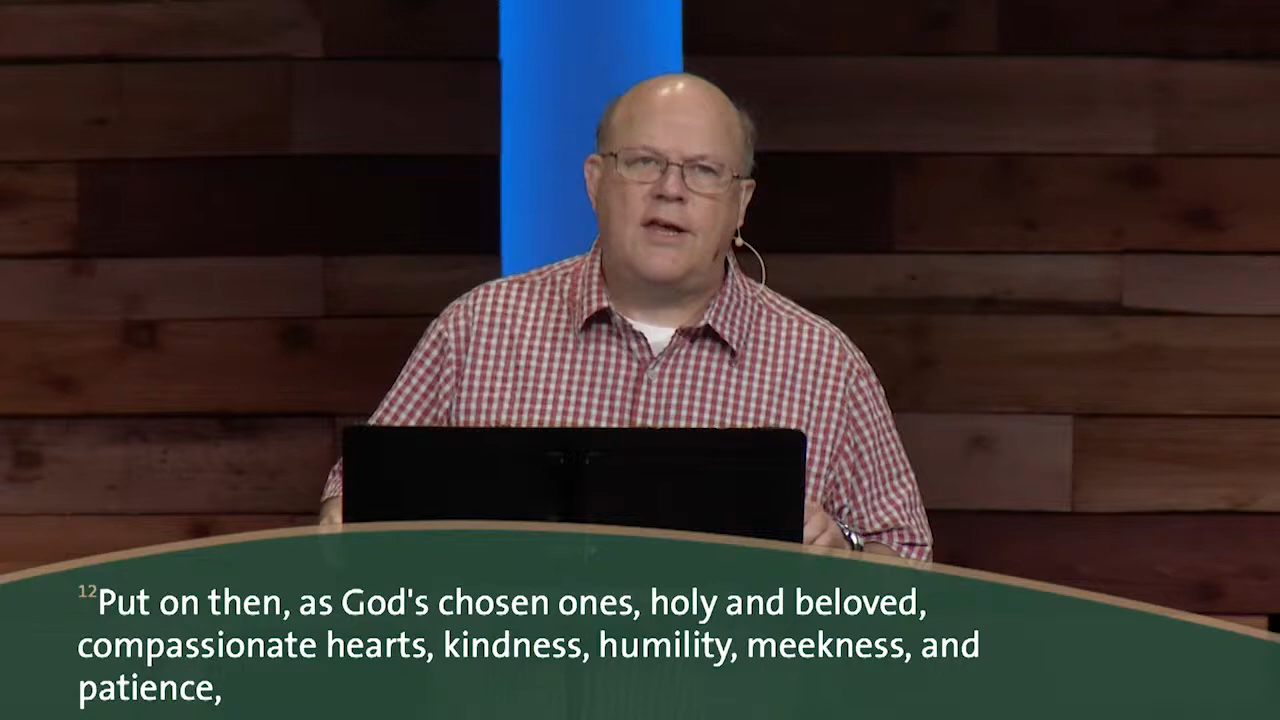 12Put on then, as God's chosen ones, holy and beloved,
compassionate hearts, kindness, humility, meekness, and
patience,